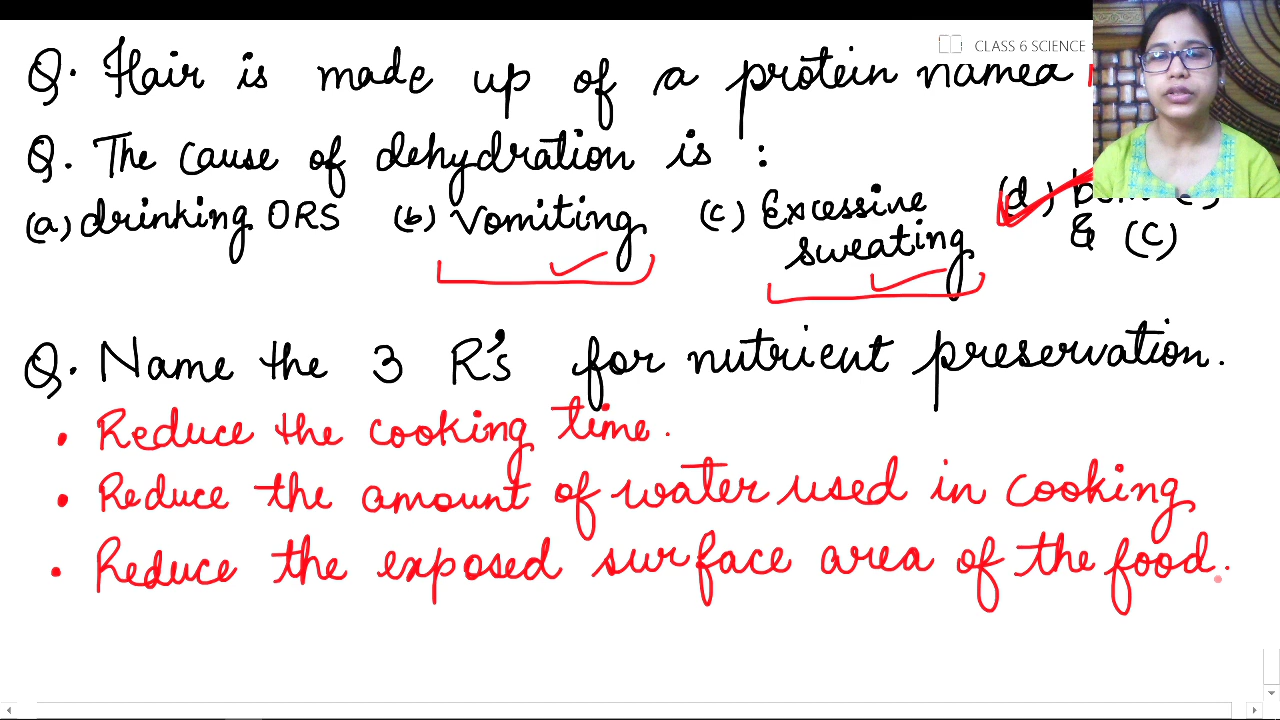 CLASS 6 SCIENCE
Q. Hair is made up of a protein named
Q. The cause of dehydration is :
(a) drinking ORS (b) Vomiting (c) Excessive sweating (d) & (C)
Q. Name the 3 R's for nutrient preservation.
• Reduce the cooking time.
• Reduce the amount of water used in cooking
• Reduce the exposed surface area of the food.